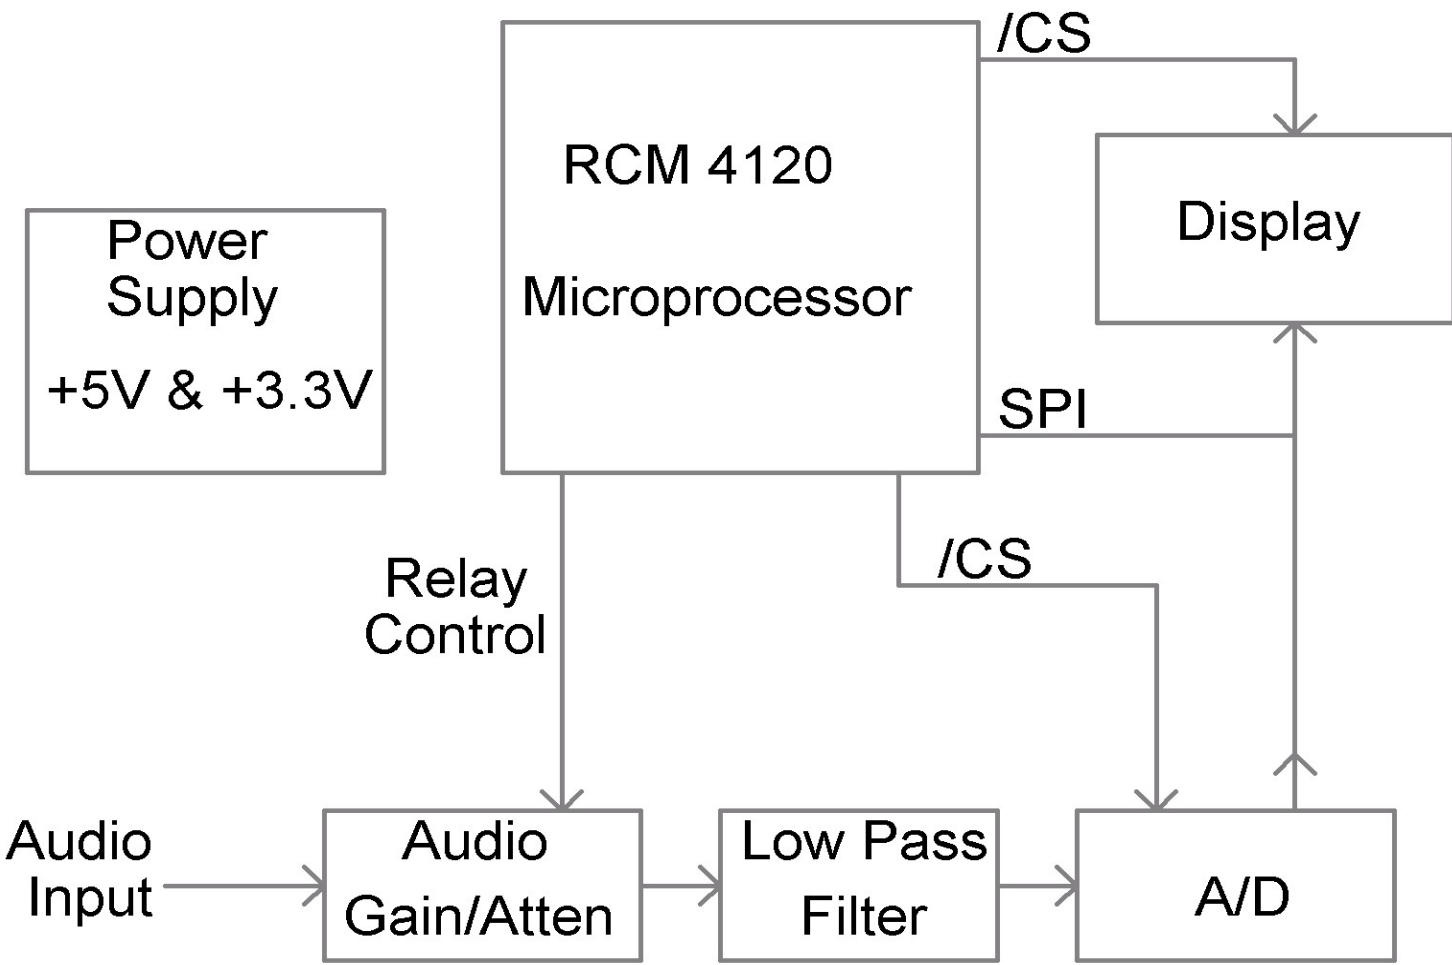 /CS
RCM 4120
Microprocessor
Display
Power
Supply
+5V & +3.3V
SPI
/CS
Relay
Control
Audio
Input
Audio
Gain/Atten
Low Pass
Filter
A/D